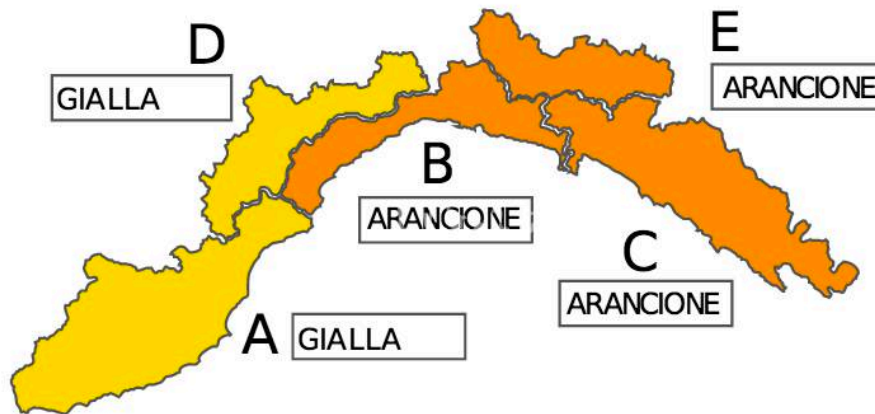 D
E
GIALLA
ARANCIONE
B
ARANCIONE
C
ARANCIONE
A
GIALLA